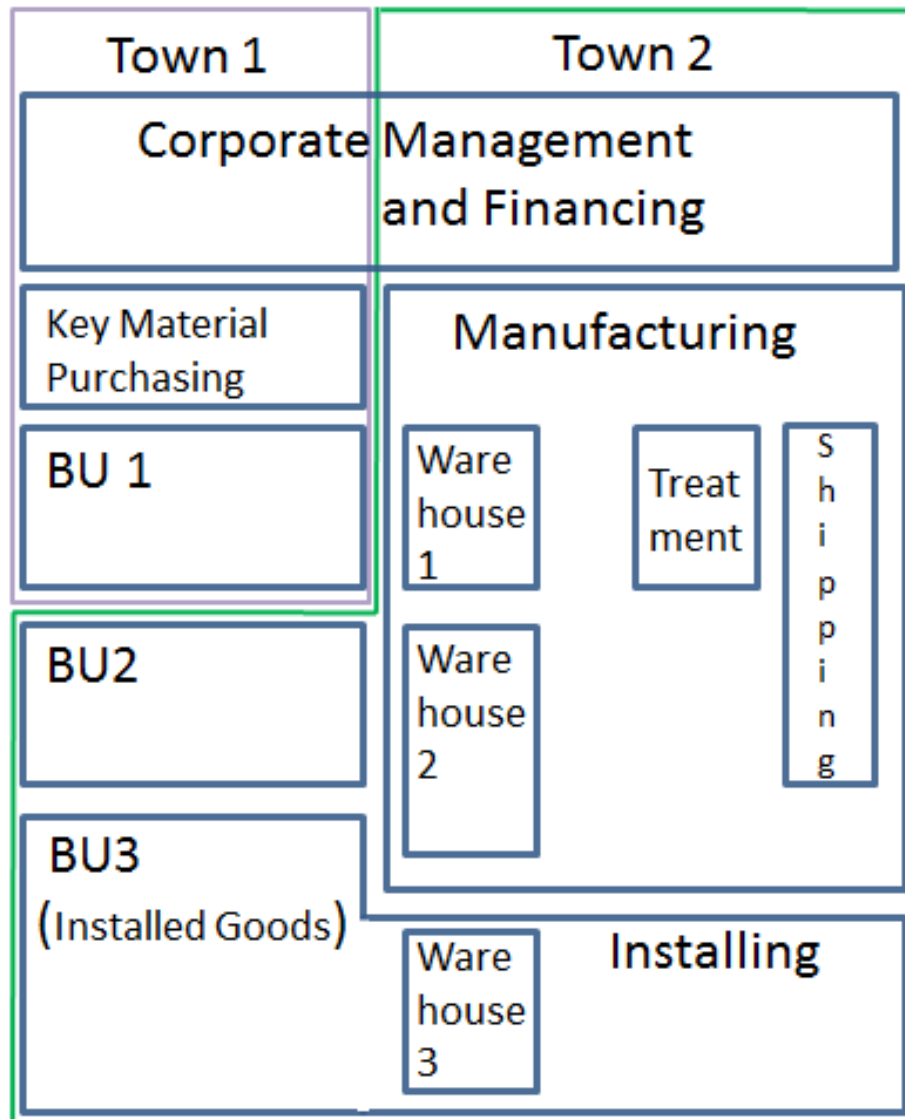 Town 1
Town 2
Corporate Management
and Financing
Key Material
Purchasing
Manufacturing
BU 1
Ware
house
1
Treat
ment
S
h
i
p
p
i
n
g
BU2
Ware
house
2
BU3
(Installed Goods)
Ware
house
3
Installing